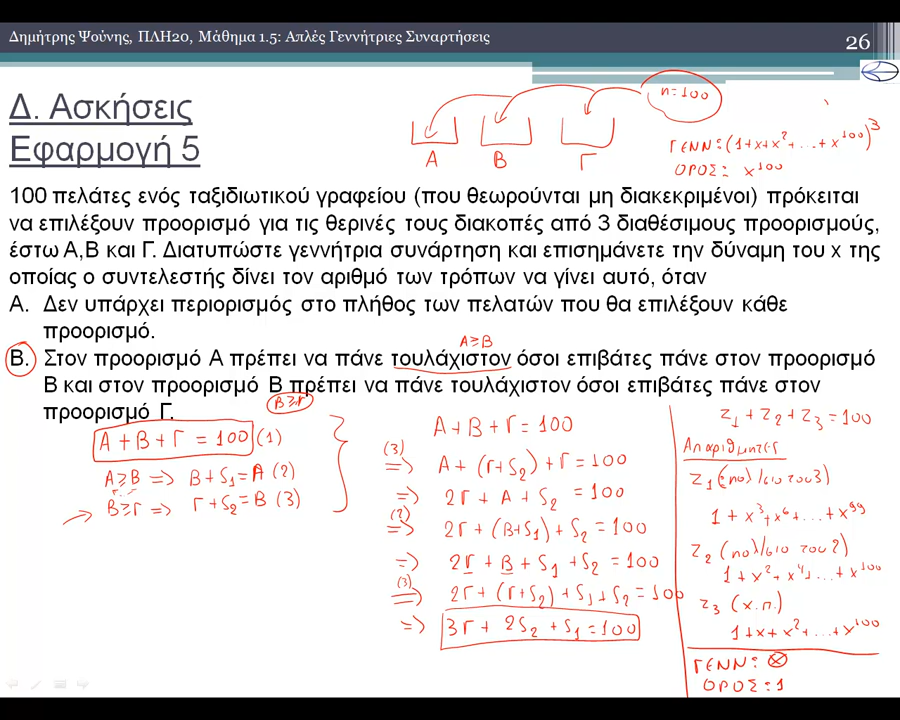 Δημήτρης Ψούνης, ΠΛΗ20, Μάθημα 1.5: Απλές Γεννήτριες Συναρτήσεις
26
Δ. Ασκήσεις
Εφαρμογή 5
n=100
Α Β Γ
ΓΕΝΝ: (1+x+x²+...+x¹⁰⁰)³
ΟΡΟΣ: x¹⁰⁰
100 πελάτες ενός ταξιδιωτικού γραφείου (που θεωρούνται μη διακεκριμένοι) πρόκειται
να επιλέξουν προορισμό για τις θερινές τους διακοπές από 3 διαθέσιμους προορισμούς,
έστω Α,Β και Γ. Διατυπώστε γεννήτρια συνάρτηση και επισημάνετε την δύναμη του x της
οποίας ο συντελεστής δίνει τον αριθμό των τρόπων να γίνει αυτό, όταν
Α. Δεν υπάρχει περιορισμός στο πλήθος των πελατών που θα επιλέξουν κάθε
προορισμό.
Α≥Β
Β. Στον προορισμό Α πρέπει να πάνε τουλάχιστον όσοι επιβάτες πάνε στον προορισμό
Β και στον προορισμό Β πρέπει να πάνε τουλάχιστον όσοι επιβάτες πάνε στον
προορισμό Γ.
Β≥Γ
Α+Β+Γ=100 (1)
Α≥Β ⇒ Β+S₁=Α (2)
Β≥Γ ⇒ Γ+S₂=Β (3)
Α+Β+Γ=100
(3) ⇒ Α+(Γ+S₂)+Γ=100
⇒ 2Γ+Α+S₂=100
(2) ⇒ 2Γ+(Β+S₁)+S₂=100
⇒ 2Γ+Β+S₁+S₂=100
(3) ⇒ 2Γ+(Γ+S₂)+S₁+S₂=100
⇒ 3Γ+2S₂+S₁=100
Z₁+Z₂+Z₃=100
Απαριθμητές
Z₁ (πολ/σιο του 3)
1+x³+x⁶+...+x⁹⁹
Z₂ (πολ/σιο του 2)
1+x²+x⁴+...+x¹⁰⁰
Z₃ (χ.π.)
1+x+x²+...+x¹⁰⁰
ΓΕΝΝ: ⊗
ΟΡΟΣ: 1